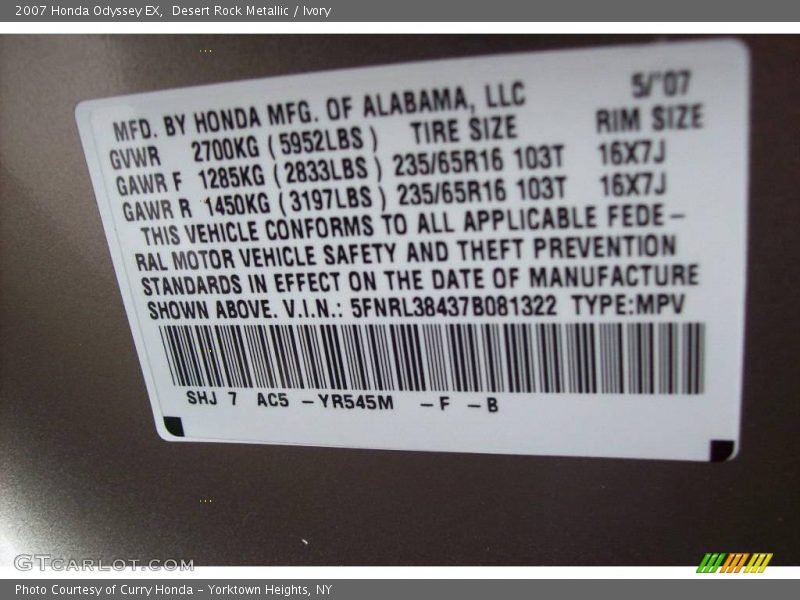 2007 Honda Odyssey EX, Desert Rock Metallic / Ivory
MFD. BY HONDA MFG. OF ALABAMA, LLC 5/'07
GVWR 2700KG (5952LBS) TIRE SIZE RIM SIZE
GAWR F 1285KG (2833LBS) 235/65R16 103T 16X7J
GAWR R 1450KG (3197LBS) 235/65R16 103T 16X7J
THIS VEHICLE CONFORMS TO ALL APPLICABLE FEDE-
RAL MOTOR VEHICLE SAFETY AND THEFT PREVENTION
STANDARDS IN EFFECT ON THE DATE OF MANUFACTURE
SHOWN ABOVE. V.I.N.: 5FNRL38437B081322 TYPE:MPV
SHJ 7 AC5 -YR545M -F -B
GTCARLOT.COM
Photo Courtesy of Curry Honda - Yorktown Heights, NY